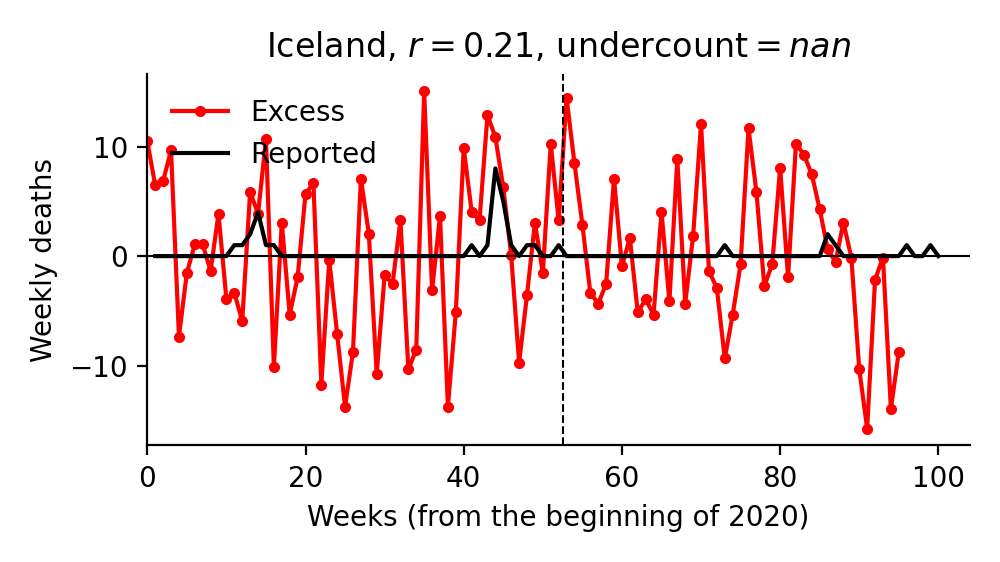 Iceland, r = 0.21, undercount = nan
Excess
Reported
Weekly deaths
10
0
−10
0 20 40 60 80 100
Weeks (from the beginning of 2020)